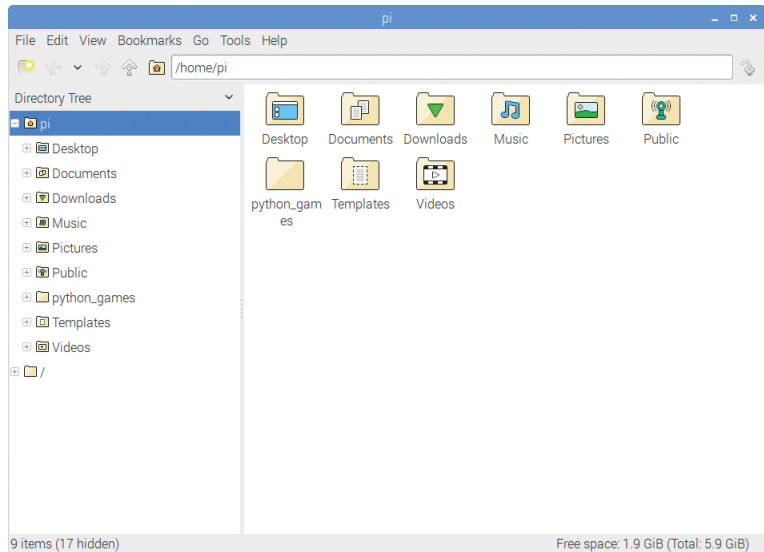 pi
File Edit View Bookmarks Go Tools Help
/home/pi
Directory Tree
pi
Desktop
Documents
Downloads
Music
Pictures
Public
python_games
Templates
Videos
/
Desktop Documents Downloads Music Pictures Public
python_gam Templates Videos
es
9 items (17 hidden) Free space: 1.9 GiB (Total: 5.9 GiB)